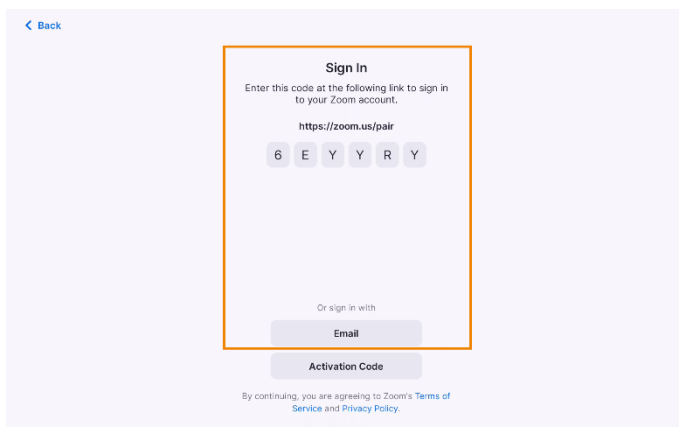 Back
Sign In
Enter this code at the following link to sign in
to your Zoom account.
https://zoom.us/pair
6 E Y Y R Y
Or sign in with
Email
Activation Code
By continuing, you are agreeing to Zoom's Terms of
Service and Privacy Policy.